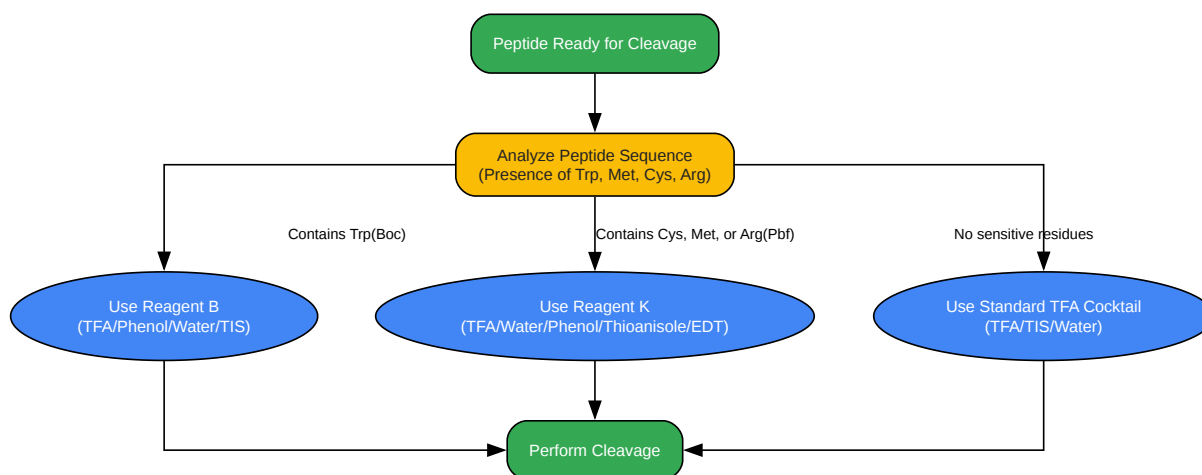 Peptide Ready for Cleavage
Analyze Peptide Sequence
(Presence of Trp, Met, Cys, Arg)
Contains Trp(Boc)
Contains Cys, Met, or Arg(Pbf)
No sensitive residues
Use Reagent B
(TFA/Phenol/Water/TIS)
Use Reagent K
(TFA/Water/Phenol/Thioanisole/EDT)
Use Standard TFA Cocktail
(TFA/TIS/Water)
Perform Cleavage